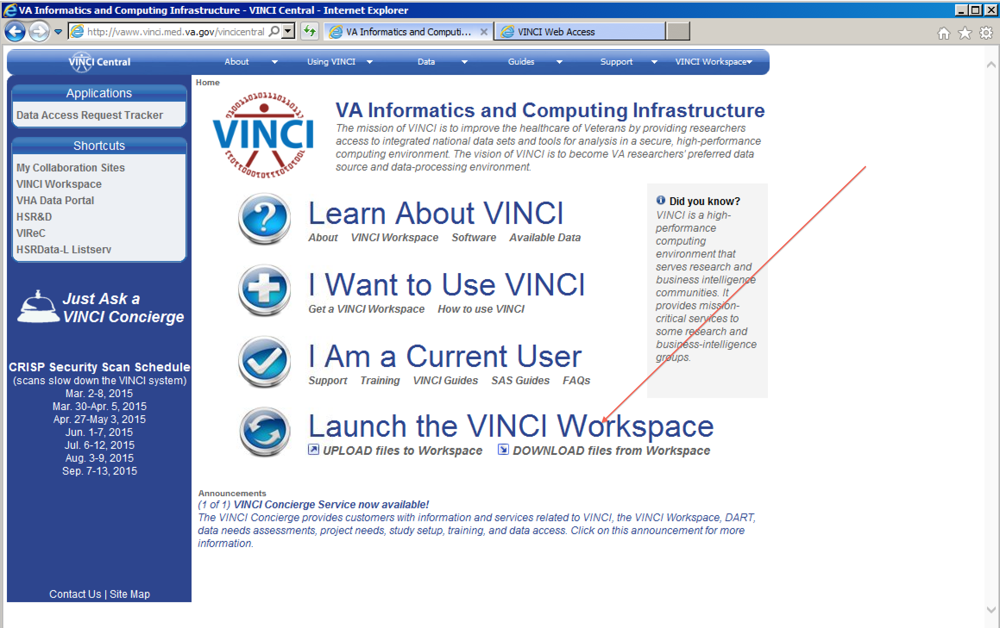 VA Informatics and Computing Infrastructure - VINCI Central - Internet Explorer
http://vaww.vinci.med.va.gov/vincicentral
VA Informatics and Computi...
VINCI Web Access
VINCI Central
About
Using VINCI
Data
Guides
Support
VINCI Workspace
Applications
Data Access Request Tracker
Shortcuts
My Collaboration Sites
VINCI Workspace
VHA Data Portal
HSR&D
VIReC
HSRData-L Listserv
Just Ask a
VINCI Concierge
CRISP Security Scan Schedule
(scans slow down the VINCI system)
Mar. 2-8, 2015
Mar. 30-Apr. 5, 2015
Apr. 27-May 3, 2015
Jun. 1-7, 2015
Jul. 6-12, 2015
Aug. 3-9, 2015
Sep. 7-13, 2015
Contact Us | Site Map
Home
VINCI
VA Informatics and Computing Infrastructure
The mission of VINCI is to improve the healthcare of Veterans by providing researchers
access to integrated national data sets and tools for analysis in a secure, high-performance
computing environment. The vision of VINCI is to become VA researchers' preferred data
source and data-processing environment.
Learn About VINCI
About VINCI Workspace Software Available Data
I Want to Use VINCI
Get a VINCI Workspace How to use VINCI
I Am a Current User
Support Training VINCI Guides SAS Guides FAQs
Launch the VINCI Workspace
UPLOAD files to Workspace DOWNLOAD files from Workspace
Did you know?
VINCI is a high-
performance
computing
environment that
serves research and
business intelligence
communities. It
provides mission-
critical services to
some research and
business-intelligence
groups.
Announcements
(1 of 1) VINCI Concierge Service now available!
The VINCI Concierge provides customers with information and services related to VINCI, the VINCI Workspace, DART,
data needs assessments, project needs, study setup, training, and data access. Click on this announcement for more
information.